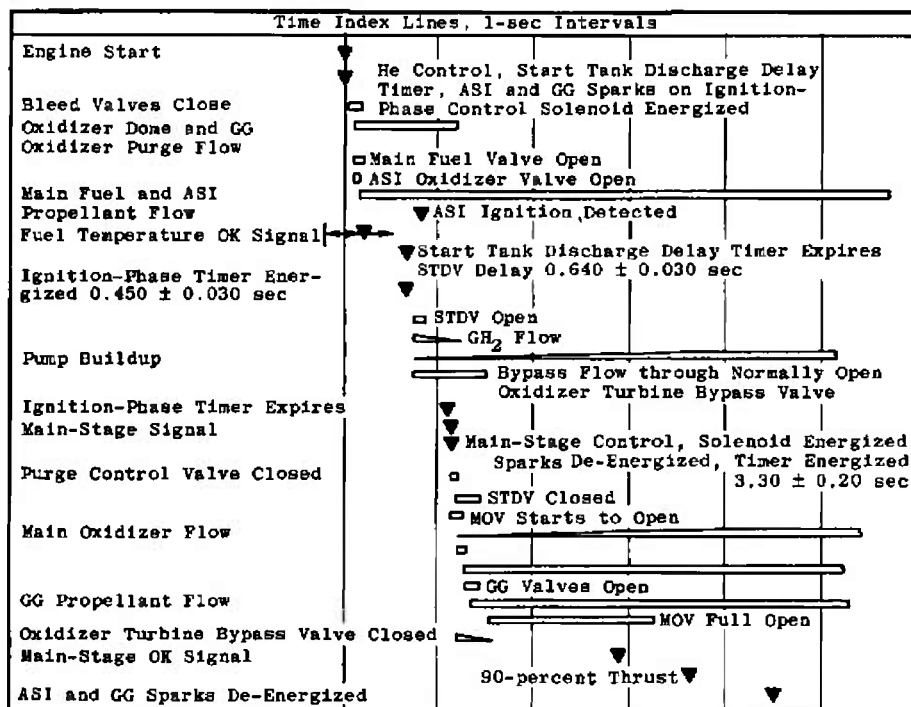 Time Index Lines, 1-sec Intervals
Engine Start
He Control, Start Tank Discharge Delay
Timer, ASI and GG Sparks on Ignition-
Phase Control Solenoid Energized
Bleed Valves Close
Oxidizer Dome and GG
Oxidizer Purge Flow
Main Fuel Valve Open
ASI Oxidizer Valve Open
Main Fuel and ASI
Propellant Flow
ASI Ignition Detected
Fuel Temperature OK Signal
Start Tank Discharge Delay Timer Expires
STDV Delay 0.640 ± 0.030 sec
Ignition-Phase Timer Ener-
gized 0.450 ± 0.030 sec
STDV Open
GH2 Flow
Pump Buildup
Bypass Flow through Normally Open
Oxidizer Turbine Bypass Valve
Ignition-Phase Timer Expires
Main-Stage Signal
Main-Stage Control, Solenoid Energized
Sparks De-Energized, Timer Energized
3.30 ± 0.20 sec
Purge Control Valve Closed
STDV Closed
MOV Starts to Open
Main Oxidizer Flow
GG Valves Open
GG Propellant Flow
MOV Full Open
Oxidizer Turbine Bypass Valve Closed
Main-Stage OK Signal
90-percent Thrust
ASI and GG Sparks De-Energized